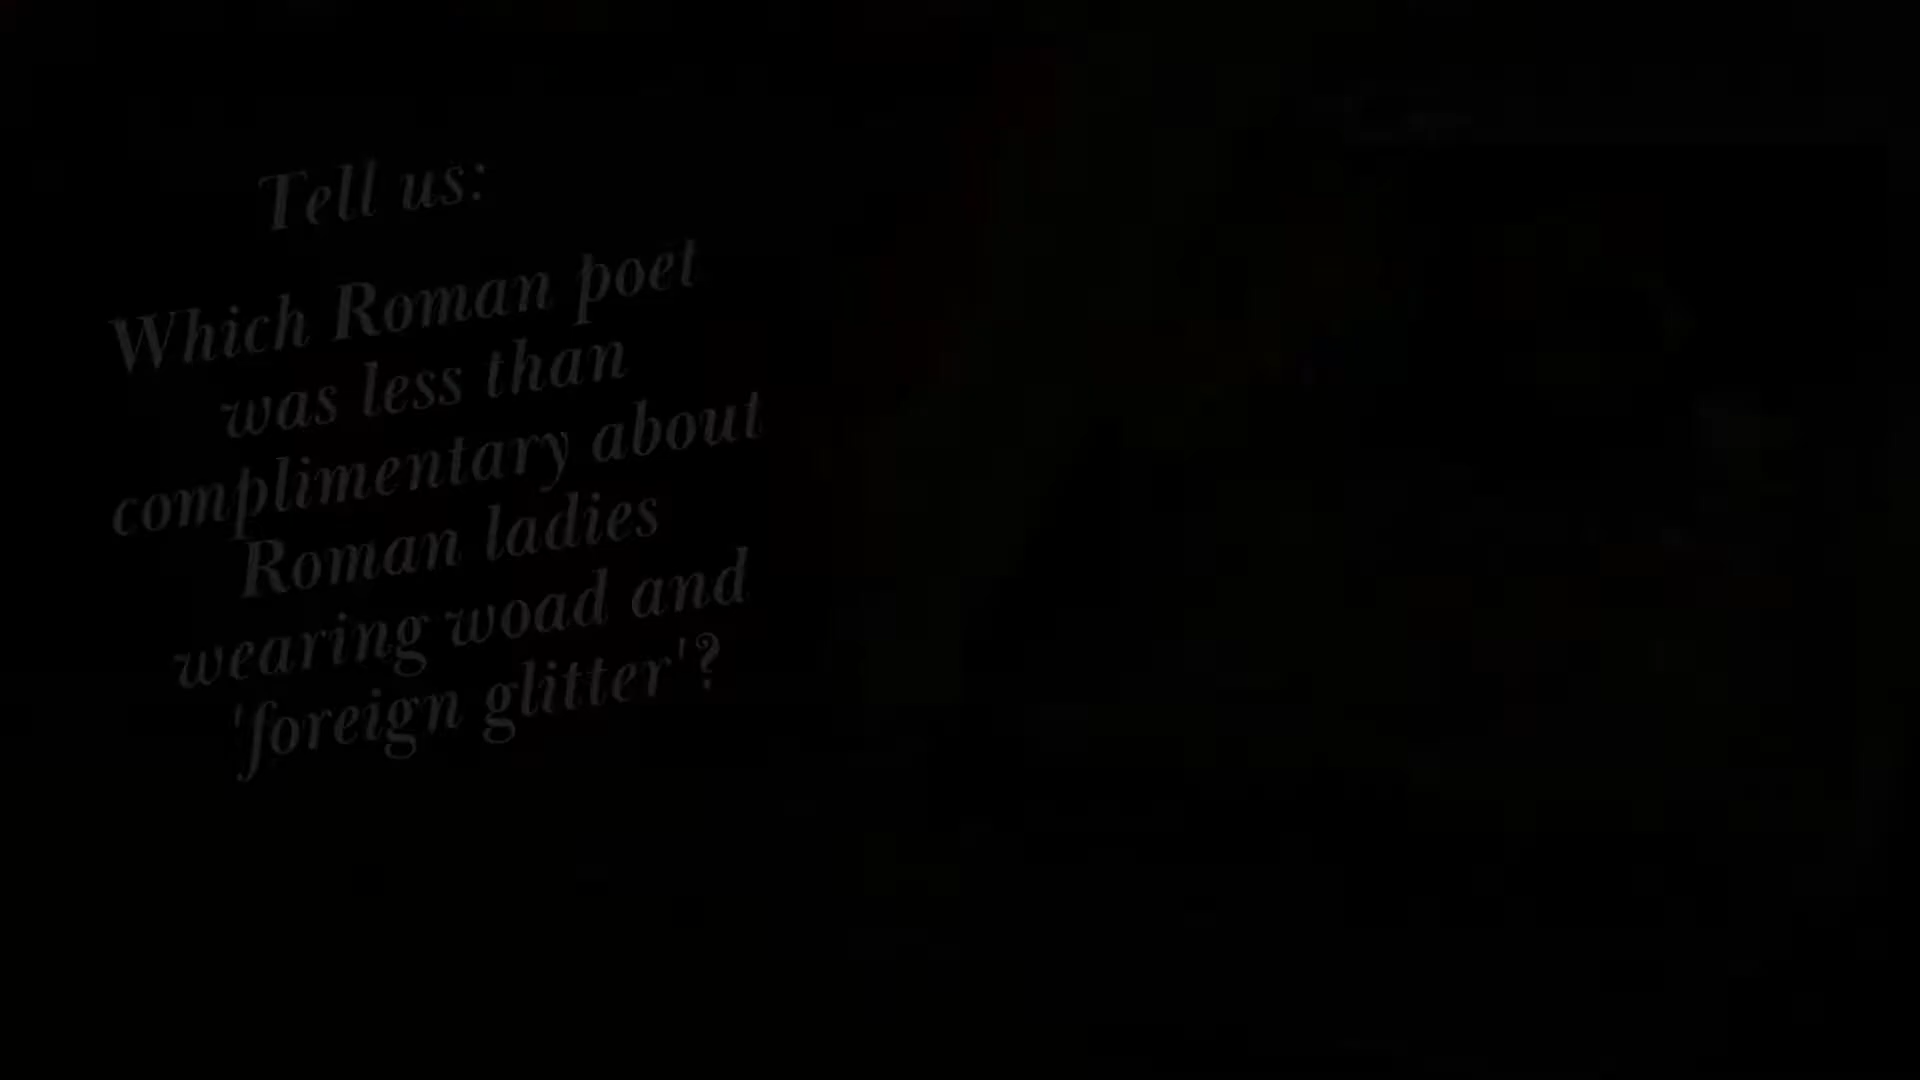 Tell us:
Which Roman poet
was less than
complimentary about
Roman ladies
wearing woad and
'foreign glitter'?